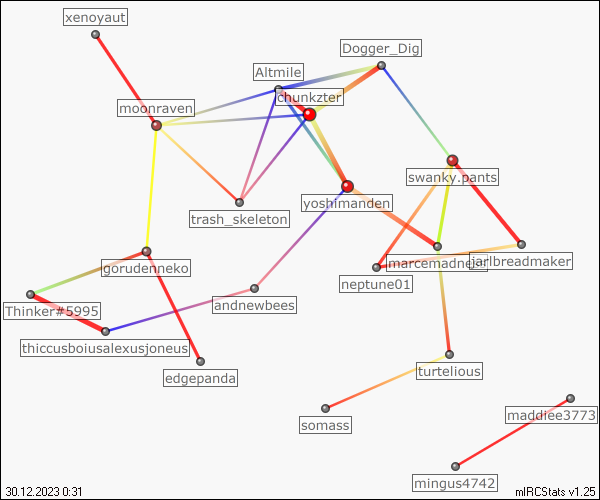 xenoyaut
Dogger_Dig
Altmile
chunkzter
moonraven
swanky.pants
yoshimanden
trash_skeleton
gorudenneko
jarlbreadmaker
neptune01
andnewbees
Thinker#5995
thiccusboiusalexusjoneus
edgepanda
turtelious
maddiee3773
somass
mingus4742
30.12.2023 0:31
mIRCStats v1.25